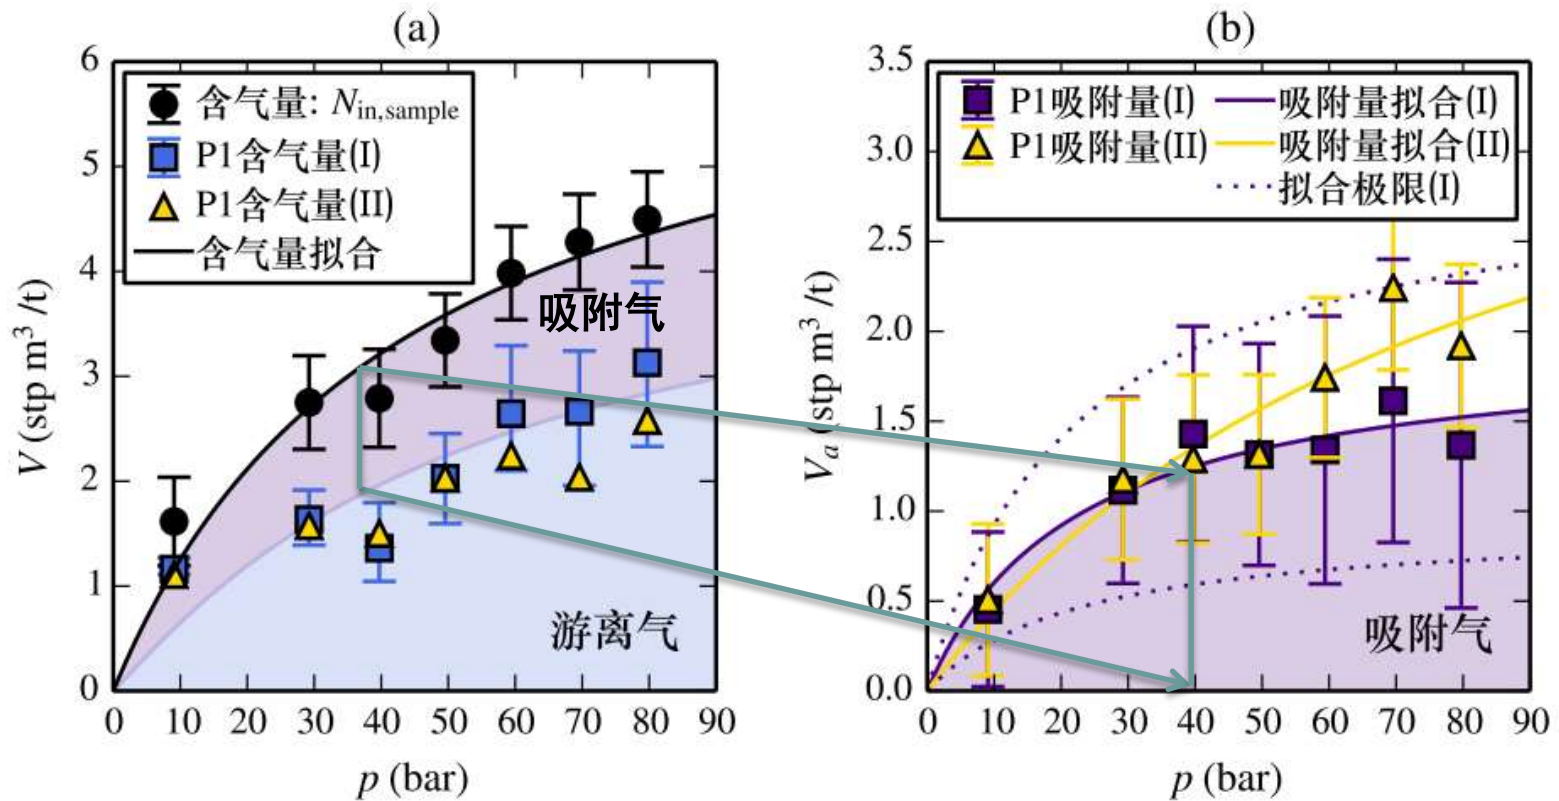 (a)
6
5
4
3
2
1
0
0 10 20 30 40 50 60 70 80 90
V (stp m³ /t)
p (bar)
含气量: N in,sample
P1含气量(I)
P1含气量(II)
含气量拟合
吸附气
游离气
(b)
3.5
3.0
2.5
2.0
1.5
1.0
0.5
0.0
0 10 20 30 40 50 60 70 80 90
Va (stp m³ /t)
p (bar)
P1吸附量(I) 吸附量拟合(I)
P1吸附量(II) 吸附量拟合(II)
拟合极限(I)
吸附气